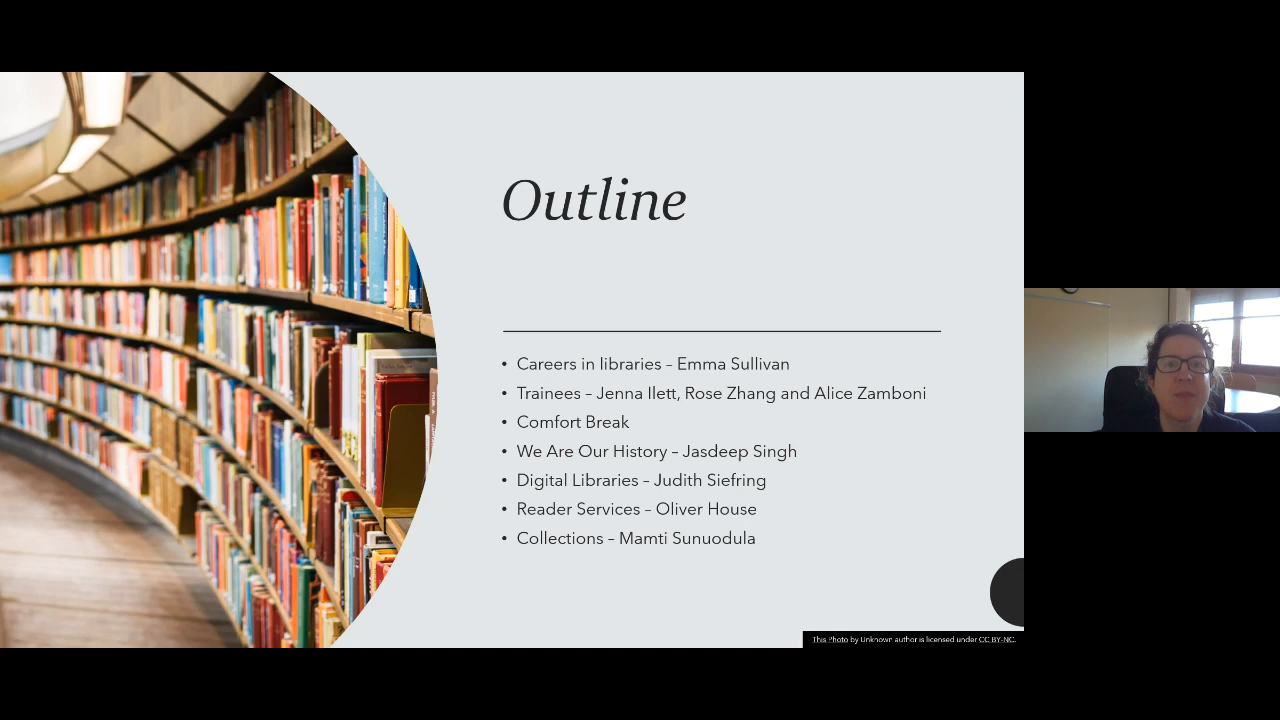 Outline
• Careers in libraries – Emma Sullivan
• Trainees – Jenna Ilett, Rose Zhang and Alice Zamboni
• Comfort Break
• We Are Our History – Jasdeep Singh
• Digital Libraries – Judith Siefring
• Reader Services – Oliver House
• Collections – Mamti Sunuodula
This Photo by Unknown author is licensed under CC BY-NC.